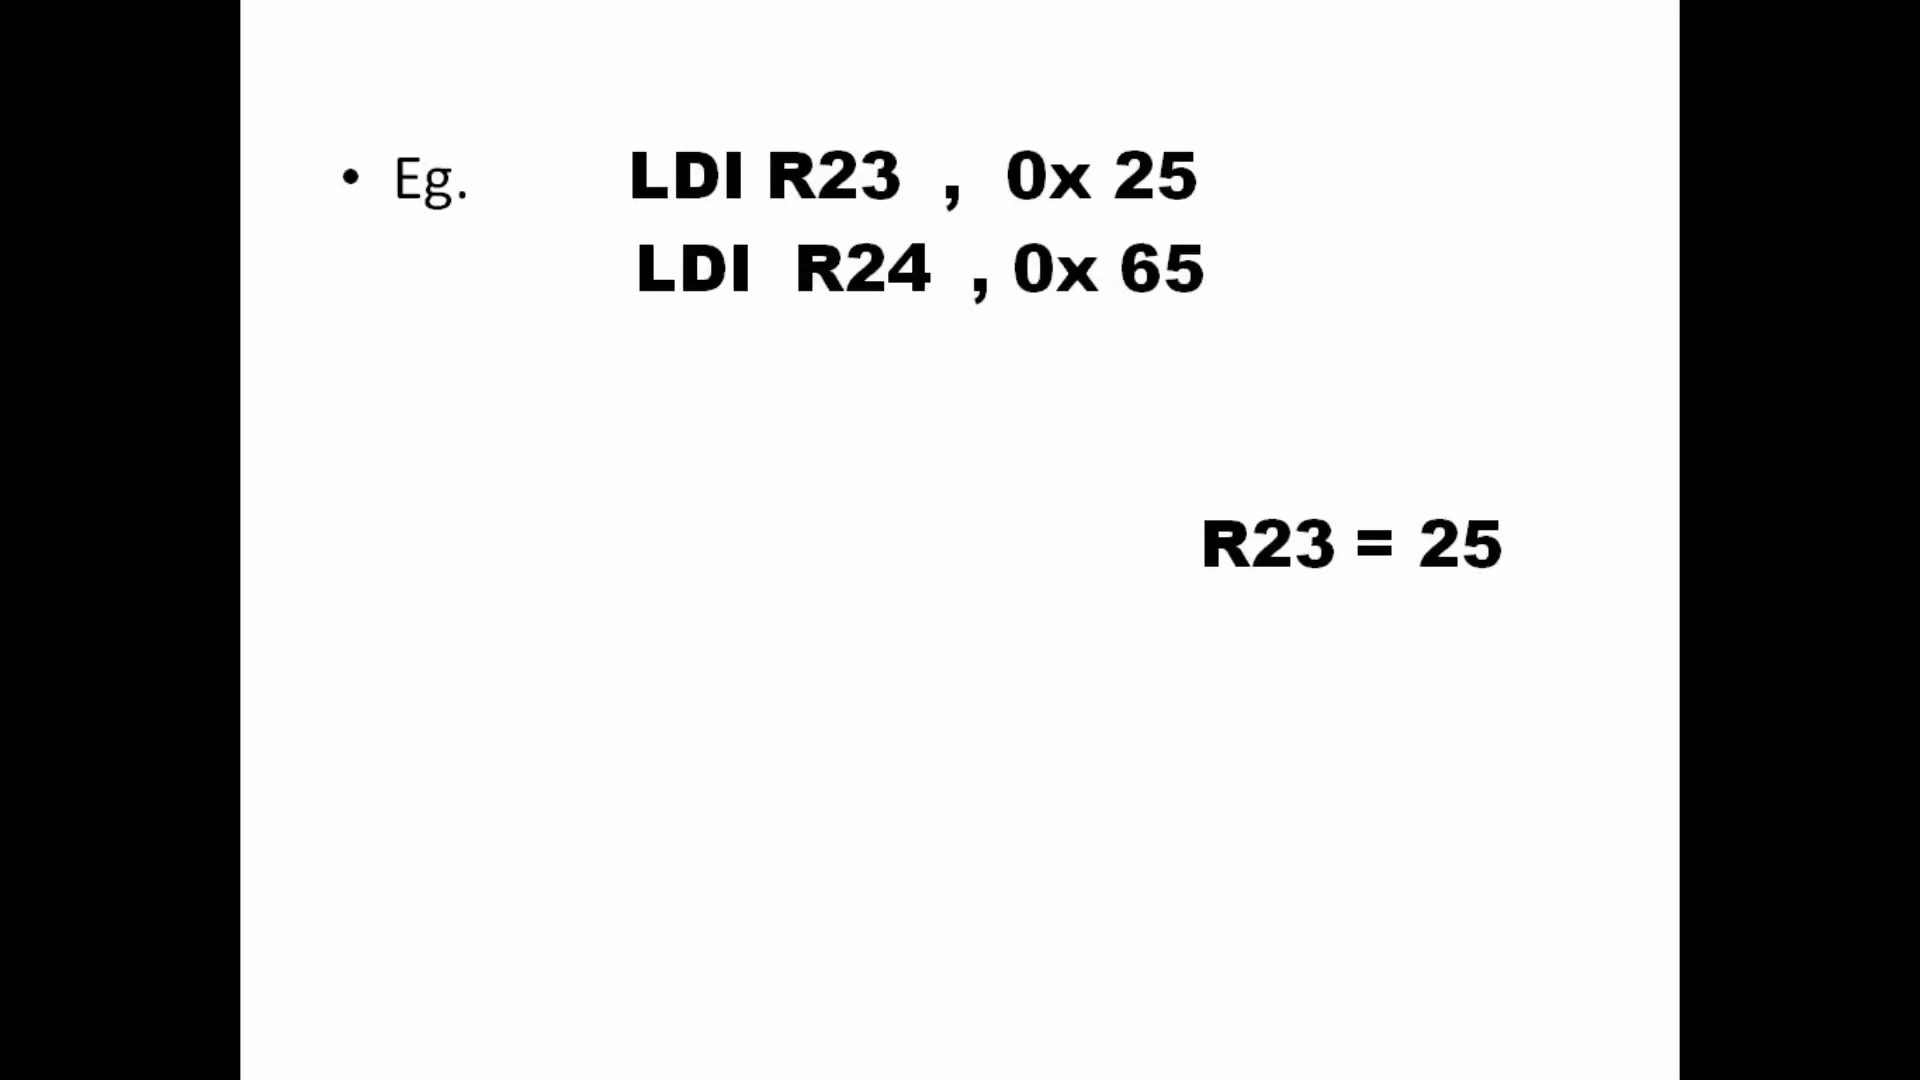 • Eg. LDI R23 , 0x 25
LDI R24 , 0x 65
R23 = 25